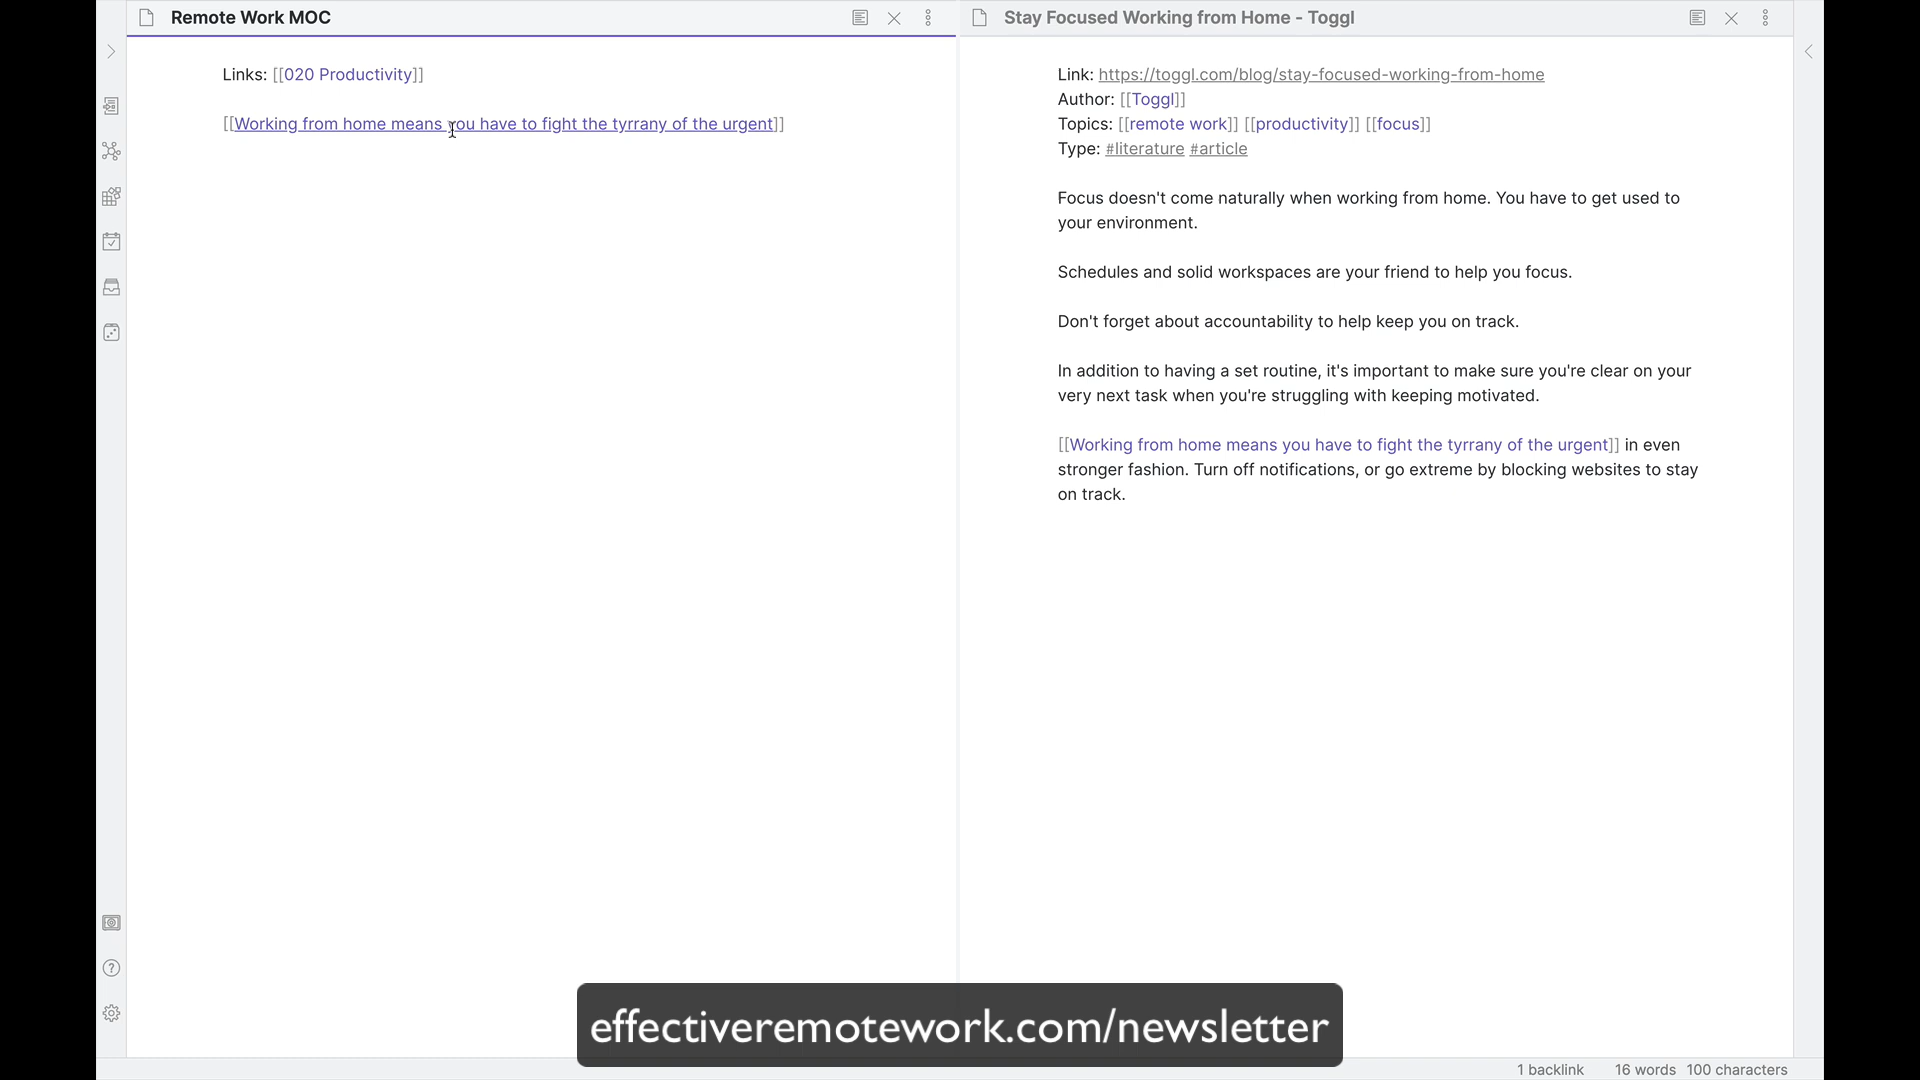 Remote Work MOC
Links: [[020 Productivity]]
[[Working from home means you have to fight the tyrrany of the urgent]]
Stay Focused Working from Home - Toggl
Link: https://toggl.com/blog/stay-focused-working-from-home
Author: [[Toggl]]
Topics: [[remote work]] [[productivity]] [[focus]]
Type: #literature #article
Focus doesn't come naturally when working from home. You have to get used to
your environment.
Schedules and solid workspaces are your friend to help you focus.
Don't forget about accountability to help keep you on track.
In addition to having a set routine, it's important to make sure you're clear on your
very next task when you're struggling with keeping motivated.
[[Working from home means you have to fight the tyrrany of the urgent]] in even
stronger fashion. Turn off notifications, or go extreme by blocking websites to stay
on track.
effectiveremotework.com/newsletter
1 backlink 16 words 100 characters